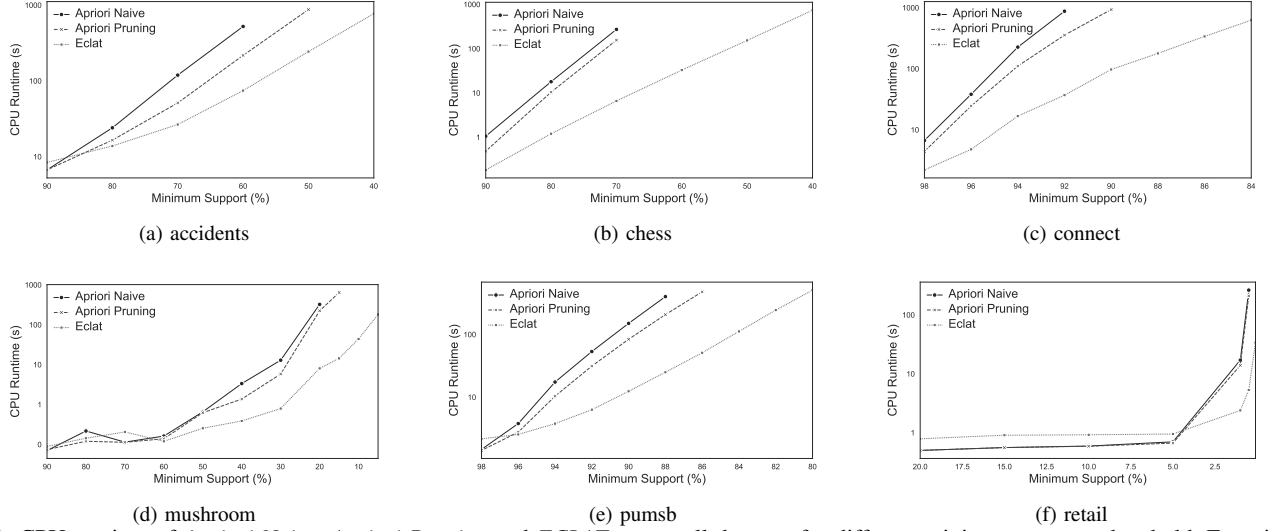 1000
100
10
CPU Runtime (s)
Apriori Naive
Apriori Pruning
Eclat
90 80 70 60 50 40
Minimum Support (%)
(a) accidents
1000
100
10
1
CPU Runtime (s)
Apriori Naive
Apriori Pruning
Eclat
90 80 70 60 50 40
Minimum Support (%)
(b) chess
1000
100
10
CPU Runtime (s)
Apriori Naive
Apriori Pruning
Eclat
98 96 94 92 90 88 86 84
Minimum Support (%)
(c) connect
1000
100
10
1
0
CPU Runtime (s)
Apriori Naive
Apriori Pruning
Eclat
90 80 70 60 50 40 30 20 10
Minimum Support (%)
(d) mushroom
100
10
CPU Runtime (s)
Apriori Naive
Apriori Pruning
Eclat
98 96 94 92 90 88 86 84 82 80
Minimum Support (%)
(e) pumsb
100
10
1
CPU Runtime (s)
Apriori Naive
Apriori Pruning
Eclat
20.0 17.5 15.0 12.5 10.0 7.5 5.0 2.5
Minimum Support (%)
(f) retail